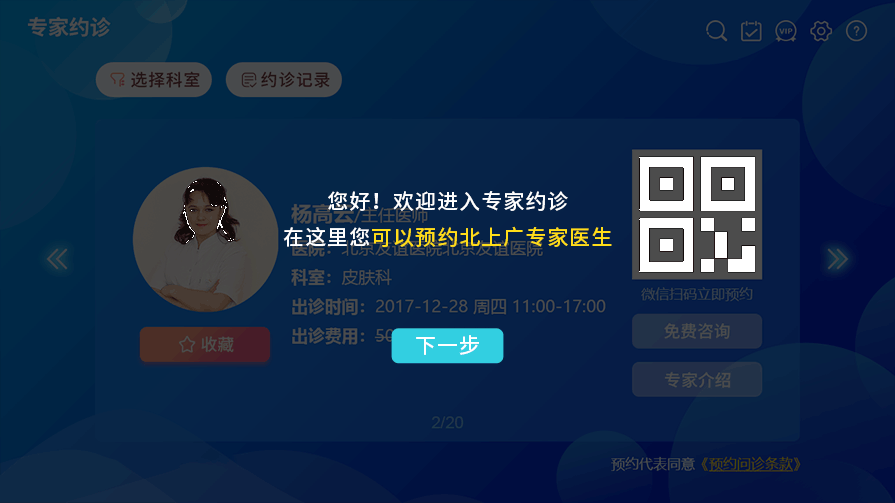 专家约诊
VIP
?
选择科室
约诊记录
您好！欢迎进入专家约诊
在这里您可以预约北上广专家医生
杨高云/主任医师
医院：北京友谊医院北京友谊医院
科室：皮肤科
出诊时间：2017-12-28 周四 11:00-17:00
出诊费用：
下一步
收藏
微信扫码立即预约
免费咨询
专家介绍
2/20
预约代表同意《预约问诊条款》